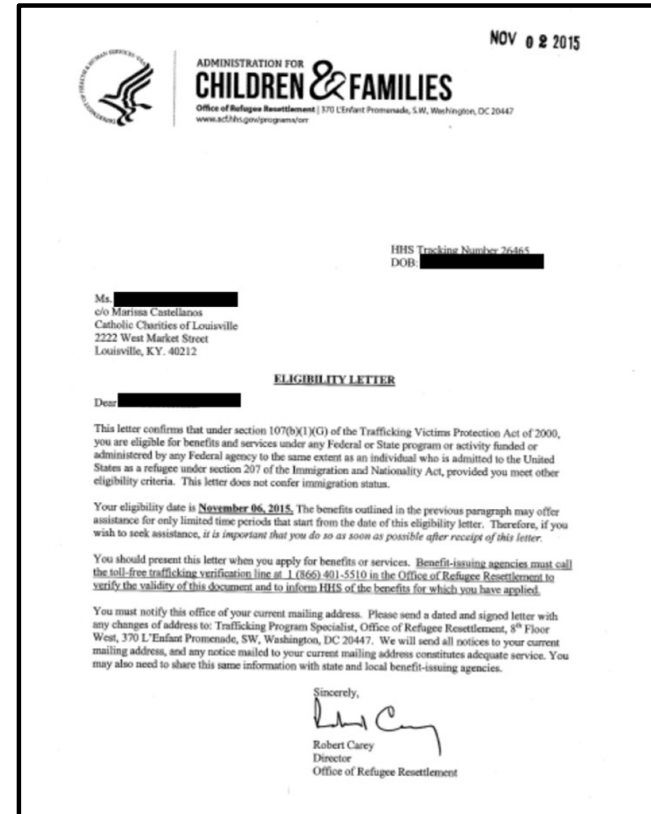 NOV 0 2 2015
ADMINISTRATION FOR
CHILDREN & FAMILIES
Office of Refugee Resettlement | 370 L'Enfant Promenade, S.W., Washington, DC 20447
www.acf.hhs.gov/programs/orr
HHS Tracking Number 26465
DOB:
Ms.
c/o Marissa Castellanos
Catholic Charities of Louisville
2222 West Market Street
Louisville, KY. 40212
ELIGIBILITY LETTER
Dear
This letter confirms that under section 107(b)(1)(G) of the Trafficking Victims Protection Act of 2000,
you are eligible for benefits and services under any Federal or State program or activity funded or
administered by any Federal agency to the same extent as an individual who is admitted to the United
States as a refugee under section 207 of the Immigration and Nationality Act, provided you meet other
eligibility criteria. This letter does not confer immigration status.
Your eligibility date is November 06, 2015. The benefits outlined in the previous paragraph may offer
assistance for only limited time periods that start from the date of this eligibility letter. Therefore, if you
wish to seek assistance, it is important that you do so as soon as possible after receipt of this letter.
You should present this letter when you apply for benefits or services. Benefit-issuing agencies must call
the toll-free trafficking verification line at 1 (866) 401-5510 in the Office of Refugee Resettlement to
verify the validity of this document and to inform HHS of the benefits for which you have applied.
You must notify this office of your current mailing address. Please send a dated and signed letter with
any changes of address to: Trafficking Program Specialist, Office of Refugee Resettlement, 8th Floor
West, 370 L'Enfant Promenade, SW, Washington, DC 20447. We will send all notices to your current
mailing address, and any notice mailed to your current mailing address constitutes adequate service. You
may also need to share this same information with state and local benefit-issuing agencies.
Sincerely,
Robert Carey
Director
Office of Refugee Resettlement